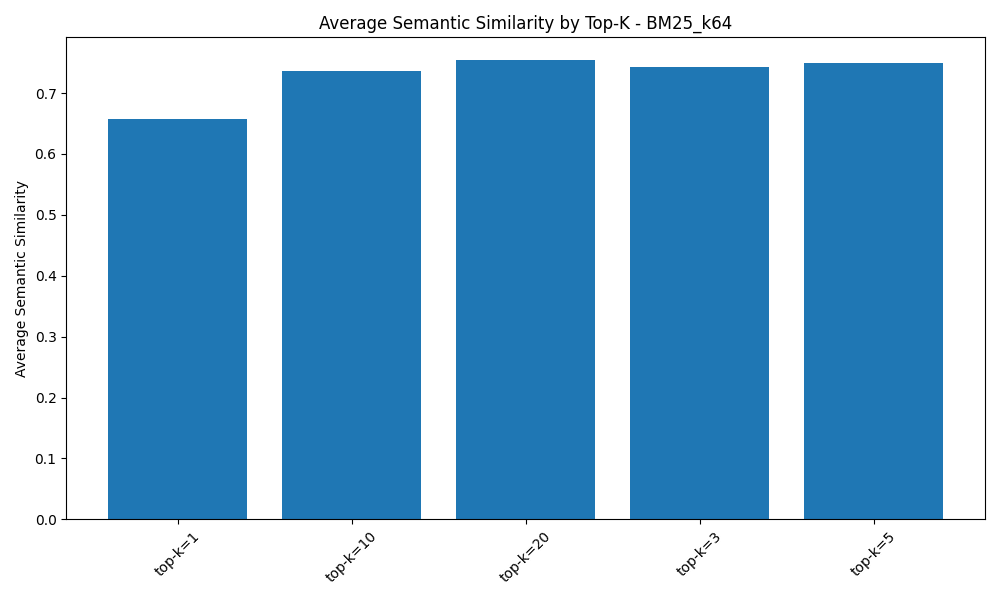 Average Semantic Similarity by Top-K - BM25_k64
Average Semantic Similarity
0.7
0.6
0.5
0.4
0.3
0.2
0.1
0.0
top-k=1
top-k=10
top-k=20
top-k=3
top-k=5